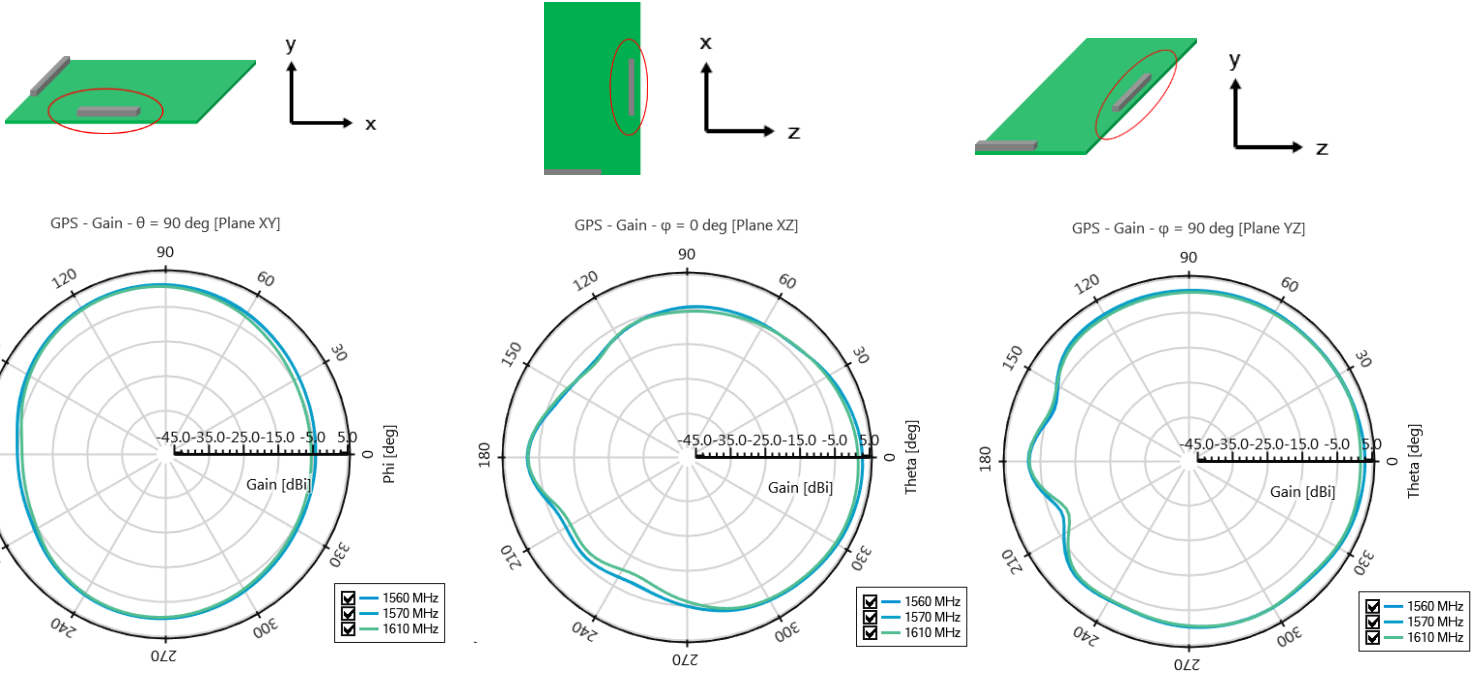 y
x
x
z
y
z
GPS - Gain - θ = 90 deg [Plane XY]
90
120
60
30
-45.0-35.0-25.0-15.0 -5.0 5.0
0
Phi [deg]
Gain [dBi]
330
240
300
270
1560 MHz
1570 MHz
1610 MHz
GPS - Gain - φ = 0 deg [Plane XZ]
90
120
60
150
30
180
-45.0-35.0-25.0-15.0 -5.0 5.0
0
Theta [deg]
Gain [dBi]
210
330
240
300
270
1560 MHz
1570 MHz
1610 MHz
GPS - Gain - φ = 90 deg [Plane YZ]
90
120
60
150
30
180
-45.0-35.0-25.0-15.0 -5.0 5.0
0
Theta [deg]
Gain [dBi]
210
330
240
300
270
1560 MHz
1570 MHz
1610 MHz